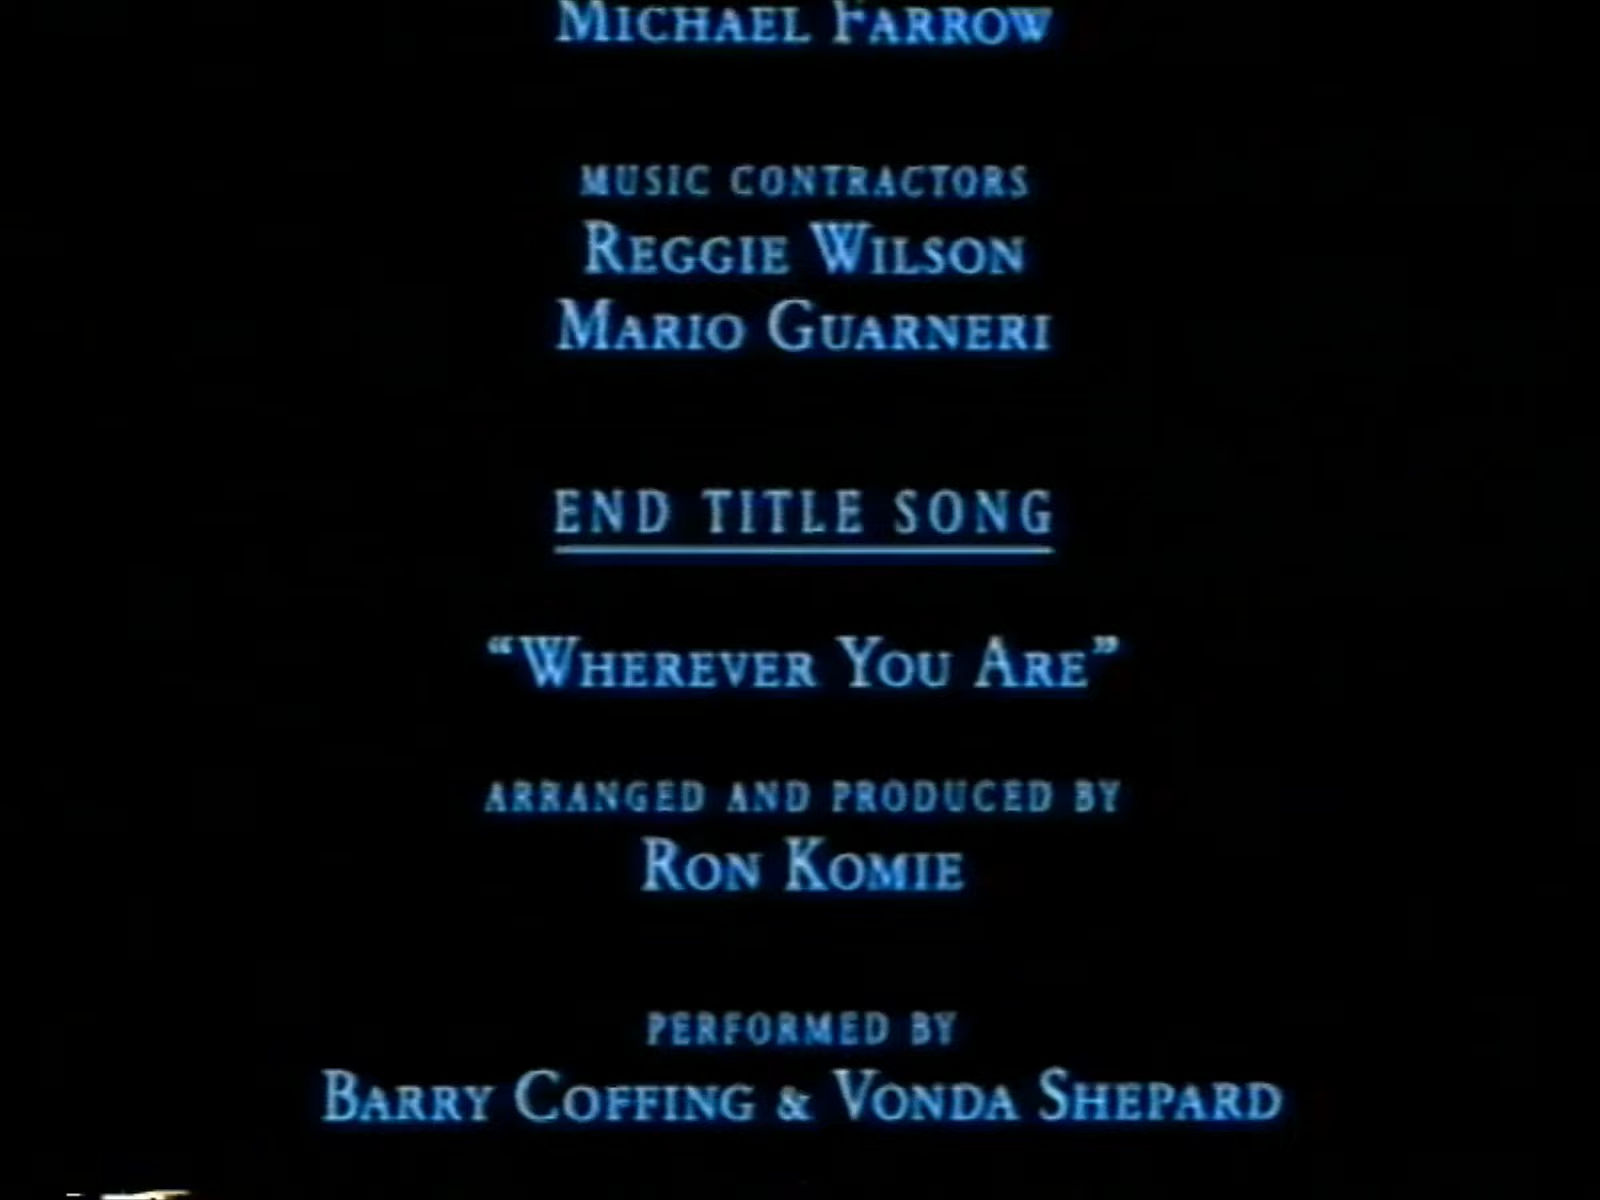 MICHAEL FARROW
MUSIC CONTRACTORS
REGGIE WILSON
MARIO GUARNERI
END TITLE SONG
“WHEREVER YOU ARE”
ARRANGED AND PRODUCED BY
RON KOMIE
PERFORMED BY
BARRY COFFING & VONDA SHEPARD